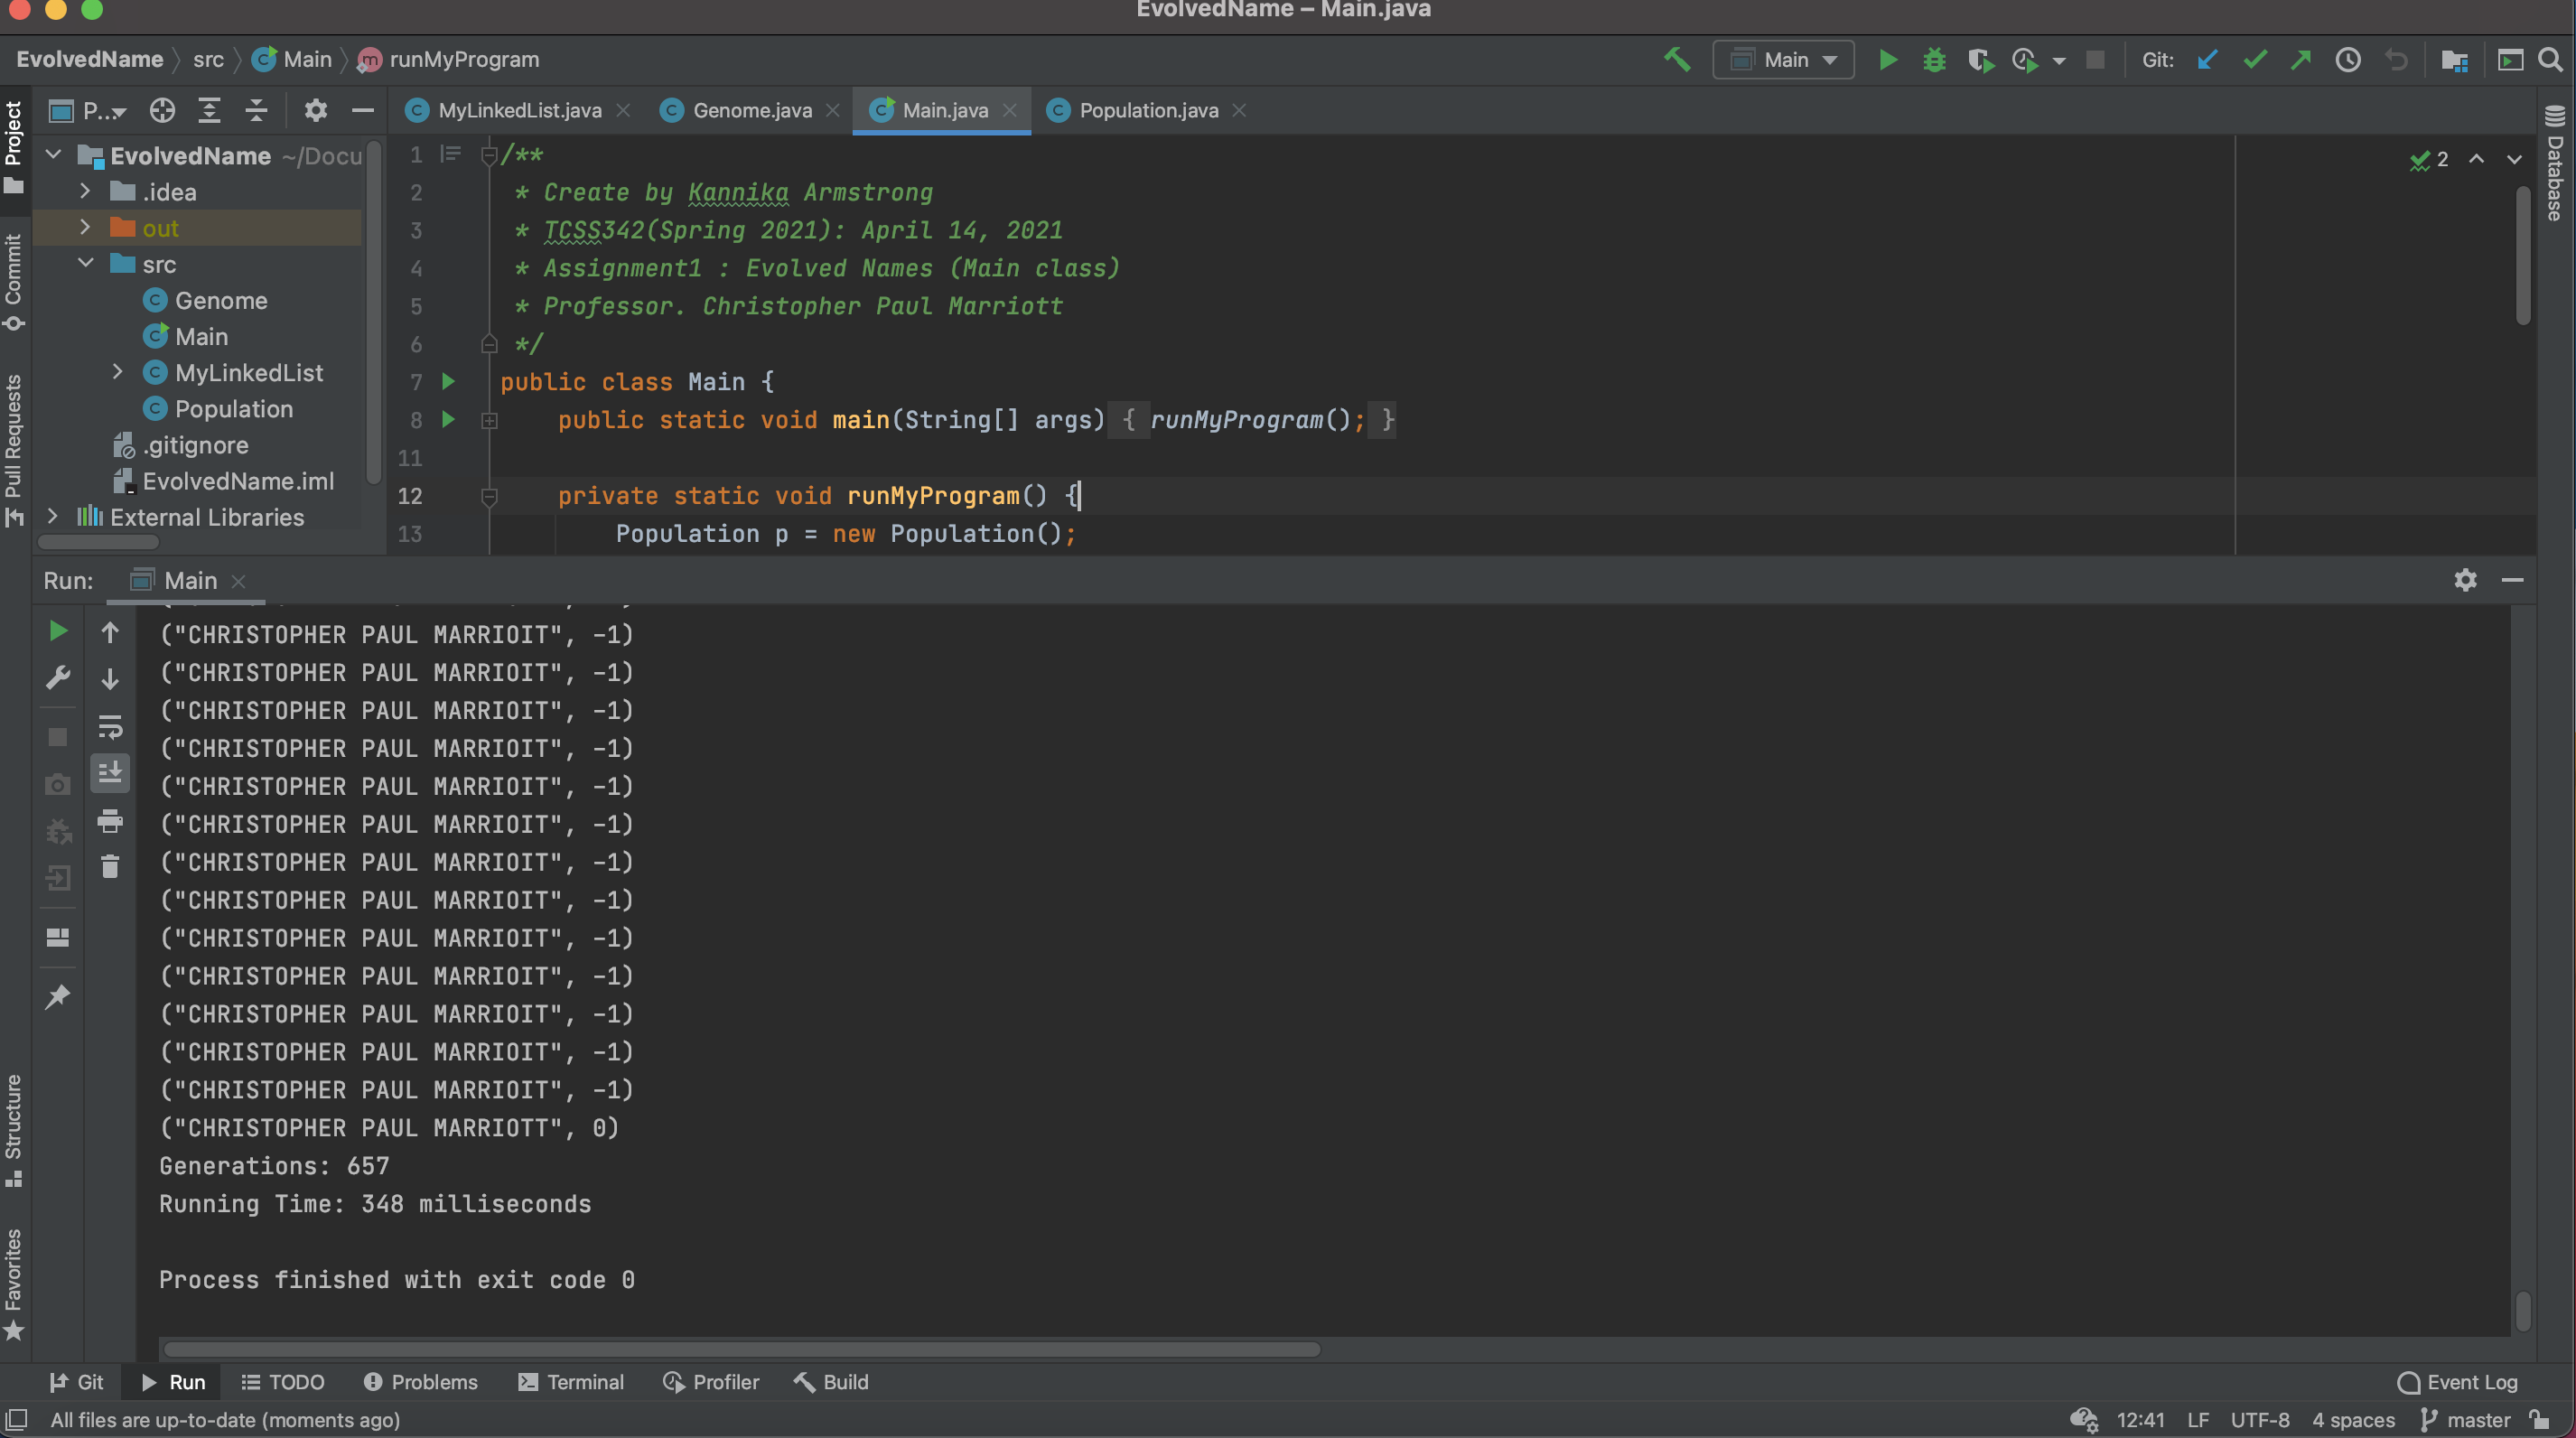 EvolvedName – Main.java
EvolvedName src Main runMyProgram
Main Git:
Project
Commit
Pull Requests
Structure
Favorites
P...
EvolvedName ~/Docu
.idea
out
src
Genome
Main
MyLinkedList
Population
.gitignore
EvolvedName.iml
External Libraries
MyLinkedList.java Genome.java Main.java Population.java
Database
2
1 /**
2 * Create by Kannika Armstrong
3 * TCSS342(Spring 2021): April 14, 2021
4 * Assignment1 : Evolved Names (Main class)
5 * Professor. Christopher Paul Marriott
6 */
7 public class Main {
8 public static void main(String[] args) { runMyProgram(); }
11
12 private static void runMyProgram() {
13 Population p = new Population();
Run: Main
("CHRISTOPHER PAUL MARRIOIT", -1)
("CHRISTOPHER PAUL MARRIOIT", -1)
("CHRISTOPHER PAUL MARRIOIT", -1)
("CHRISTOPHER PAUL MARRIOIT", -1)
("CHRISTOPHER PAUL MARRIOIT", -1)
("CHRISTOPHER PAUL MARRIOIT", -1)
("CHRISTOPHER PAUL MARRIOIT", -1)
("CHRISTOPHER PAUL MARRIOIT", -1)
("CHRISTOPHER PAUL MARRIOIT", -1)
("CHRISTOPHER PAUL MARRIOIT", -1)
("CHRISTOPHER PAUL MARRIOIT", -1)
("CHRISTOPHER PAUL MARRIOIT", -1)
("CHRISTOPHER PAUL MARRIOIT", -1)
("CHRISTOPHER PAUL MARRIOTT", 0)
Generations: 657
Running Time: 348 milliseconds
Process finished with exit code 0
Git Run TODO Problems Terminal Profiler Build Event Log
All files are up-to-date (moments ago) 12:41 LF UTF-8 4 spaces master